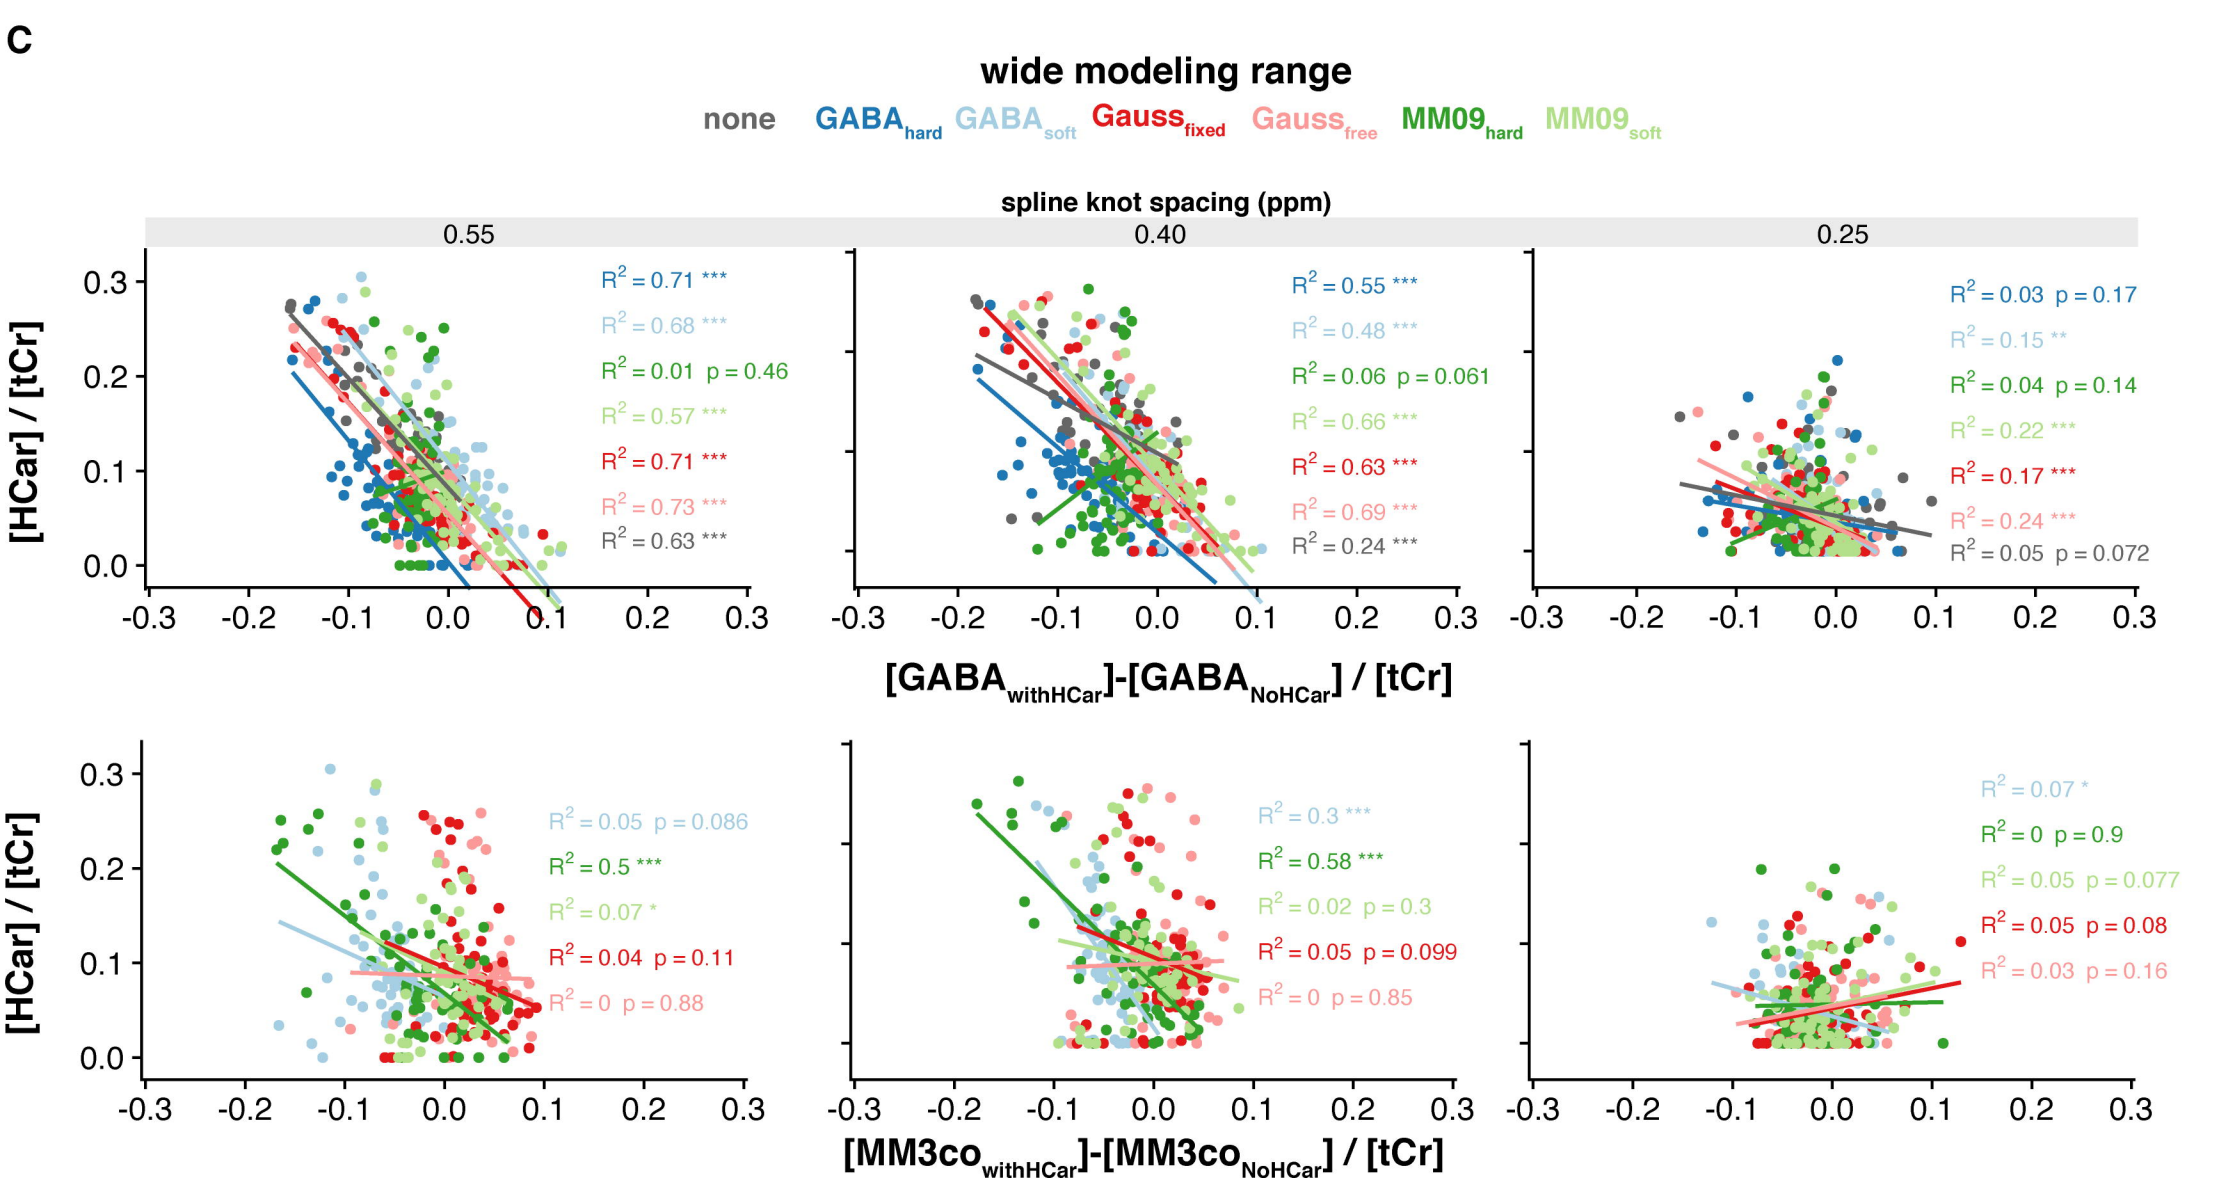 C
wide modeling range
none GABAhard GABAsoft Gaussfixed Gaussfree MM09hard MM09soft
spline knot spacing (ppm)
0.55 0.40 0.25
[HCar] / [tCr]
0.3
0.2
0.1
0.0
R2 = 0.71 ***
R2 = 0.68 ***
R2 = 0.01 p = 0.46
R2 = 0.57 ***
R2 = 0.71 ***
R2 = 0.73 ***
R2 = 0.63 ***
R2 = 0.55 ***
R2 = 0.48 ***
R2 = 0.06 p = 0.061
R2 = 0.66 ***
R2 = 0.63 ***
R2 = 0.69 ***
R2 = 0.24 ***
R2 = 0.03 p = 0.17
R2 = 0.15 **
R2 = 0.04 p = 0.14
R2 = 0.22 ***
R2 = 0.17 ***
R2 = 0.24 ***
R2 = 0.05 p = 0.072
-0.3 -0.2 -0.1 0.0 0.1 0.2 0.3 -0.3 -0.2 -0.1 0.0 0.1 0.2 0.3 -0.3 -0.2 -0.1 0.0 0.1 0.2 0.3
[GABAwithHCar]-[GABANoHCar] / [tCr]
[HCar] / [tCr]
0.3
0.2
0.1
0.0
R2 = 0.05 p = 0.086
R2 = 0.5 ***
R2 = 0.07 *
R2 = 0.04 p = 0.11
R2 = 0 p = 0.88
R2 = 0.3 ***
R2 = 0.58 ***
R2 = 0.02 p = 0.3
R2 = 0.05 p = 0.099
R2 = 0 p = 0.85
R2 = 0.07 *
R2 = 0 p = 0.9
R2 = 0.05 p = 0.077
R2 = 0.05 p = 0.08
R2 = 0.03 p = 0.16
-0.3 -0.2 -0.1 0.0 0.1 0.2 0.3 -0.3 -0.2 -0.1 0.0 0.1 0.2 0.3 -0.3 -0.2 -0.1 0.0 0.1 0.2 0.3
[MM3cowithHCar]-[MM3coNoHCar] / [tCr]